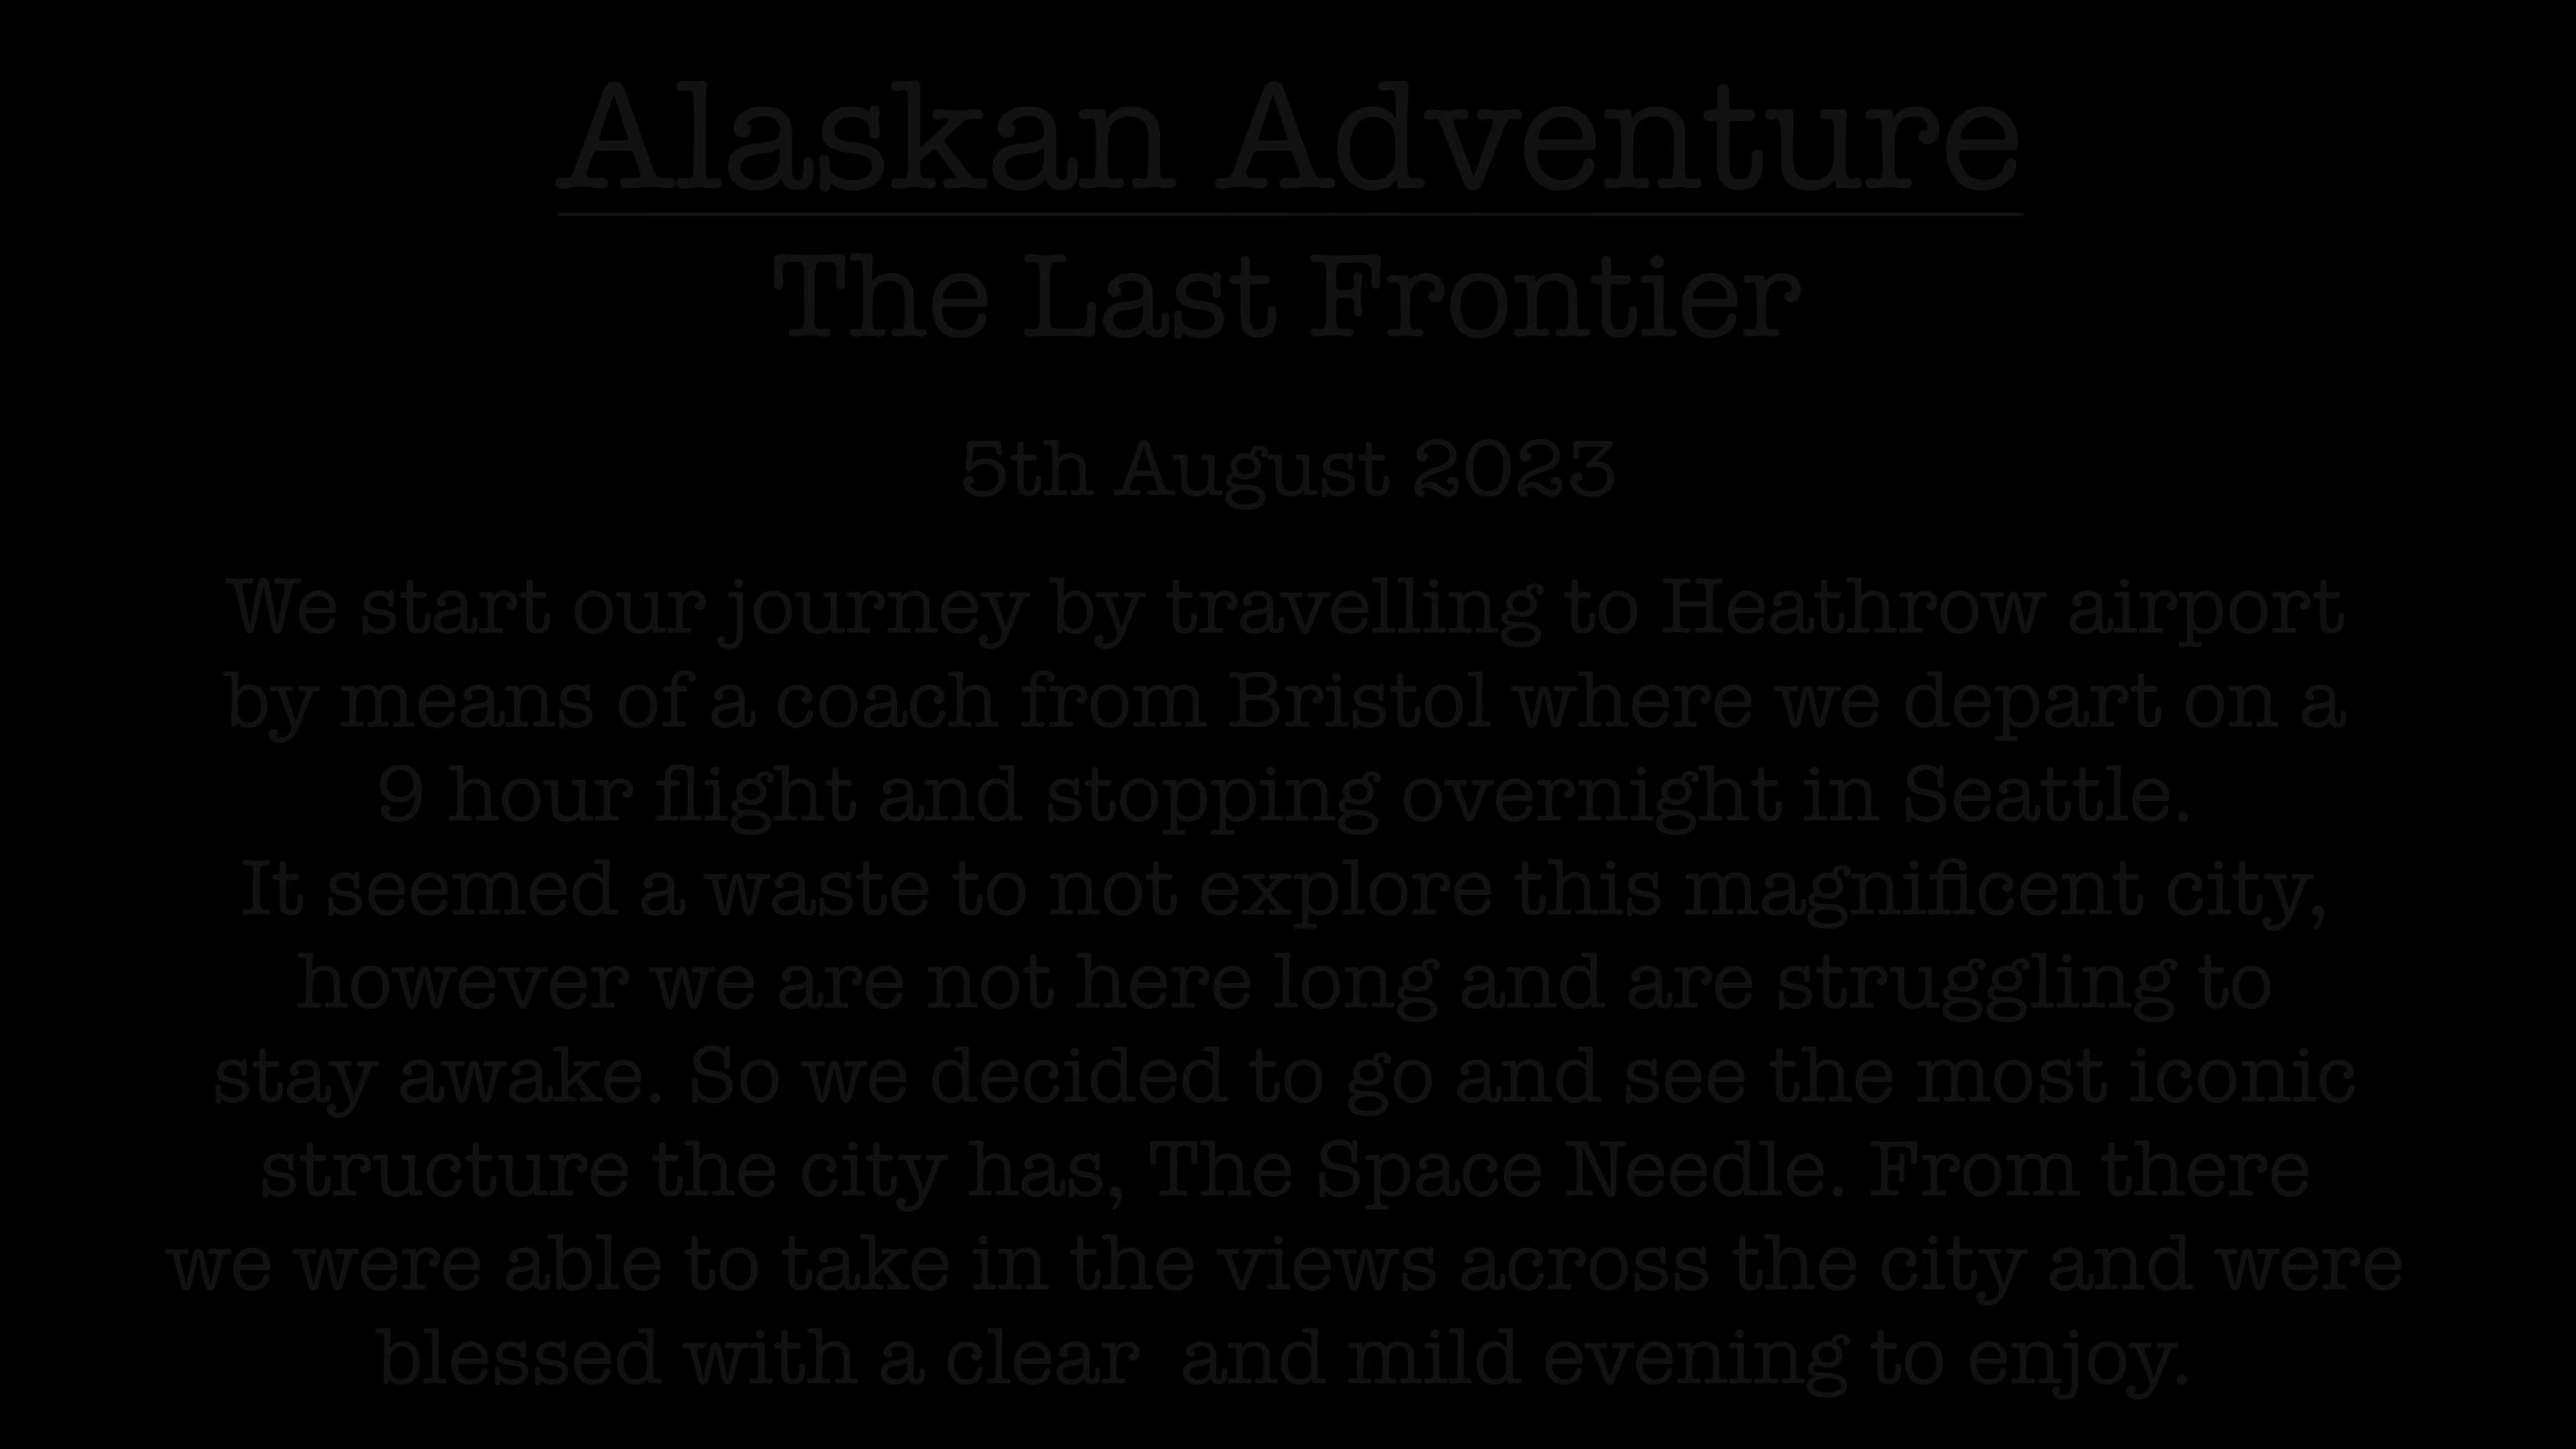 Alaskan Adventure
The Last Frontier
5th August 2023
We start our journey by travelling to Heathrow airport
by means of a coach from Bristol where we depart on a
9 hour flight and stopping overnight in Seattle.
It seemed a waste to not explore this magnificent city,
however we are not here long and are struggling to
stay awake. So we decided to go and see the most iconic
structure the city has, The Space Needle. From there
we were able to take in the views across the city and were
blessed with a clear  and mild evening to enjoy.